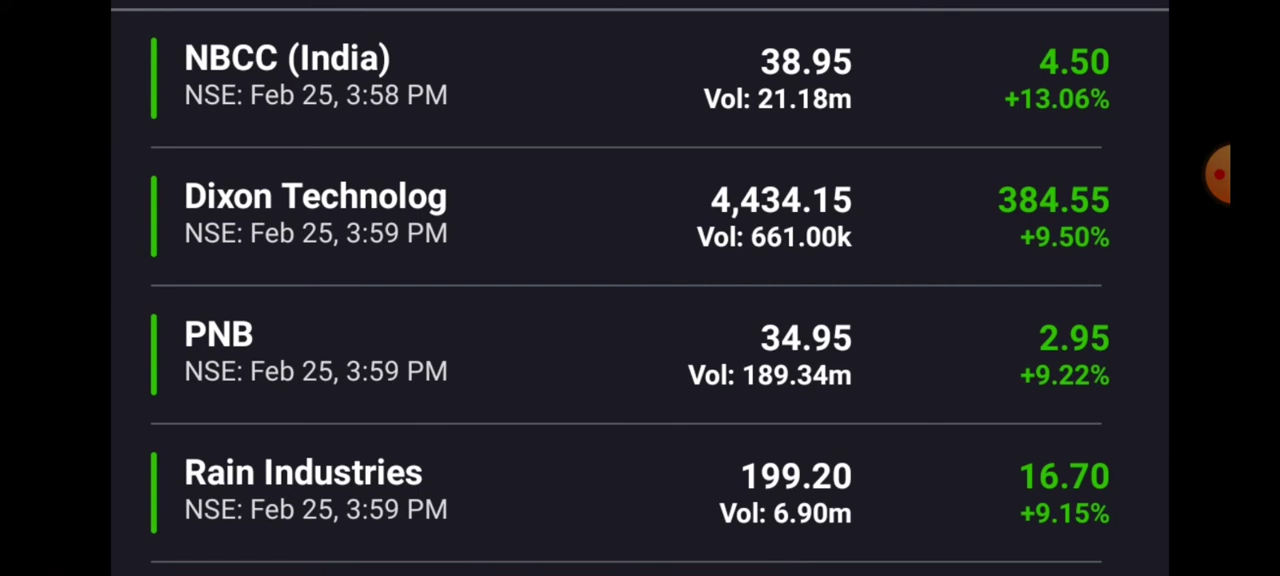 NBCC (India) 38.95 4.50
NSE: Feb 25, 3:58 PM Vol: 21.18m +13.06%
Dixon Technolog 4,434.15 384.55
NSE: Feb 25, 3:59 PM Vol: 661.00k +9.50%
PNB 34.95 2.95
NSE: Feb 25, 3:59 PM Vol: 189.34m +9.22%
Rain Industries 199.20 16.70
NSE: Feb 25, 3:59 PM Vol: 6.90m +9.15%